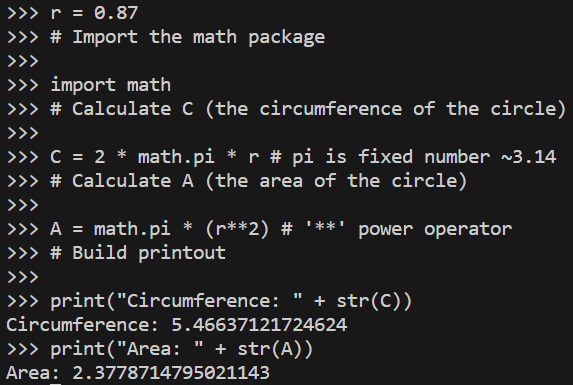 >>> r = 0.87
>>> # Import the math package
>>>
>>> import math
>>> # Calculate C (the circumference of the circle)
>>>
>>> C = 2 * math.pi * r # pi is fixed number ~3.14
>>> # Calculate A (the area of the circle)
>>>
>>> A = math.pi * (r**2) # '**' power operator
>>> # Build printout
>>>
>>> print("Circumference: " + str(C))
Circumference: 5.46637121724624
>>> print("Area: " + str(A))
Area: 2.3778714795021143